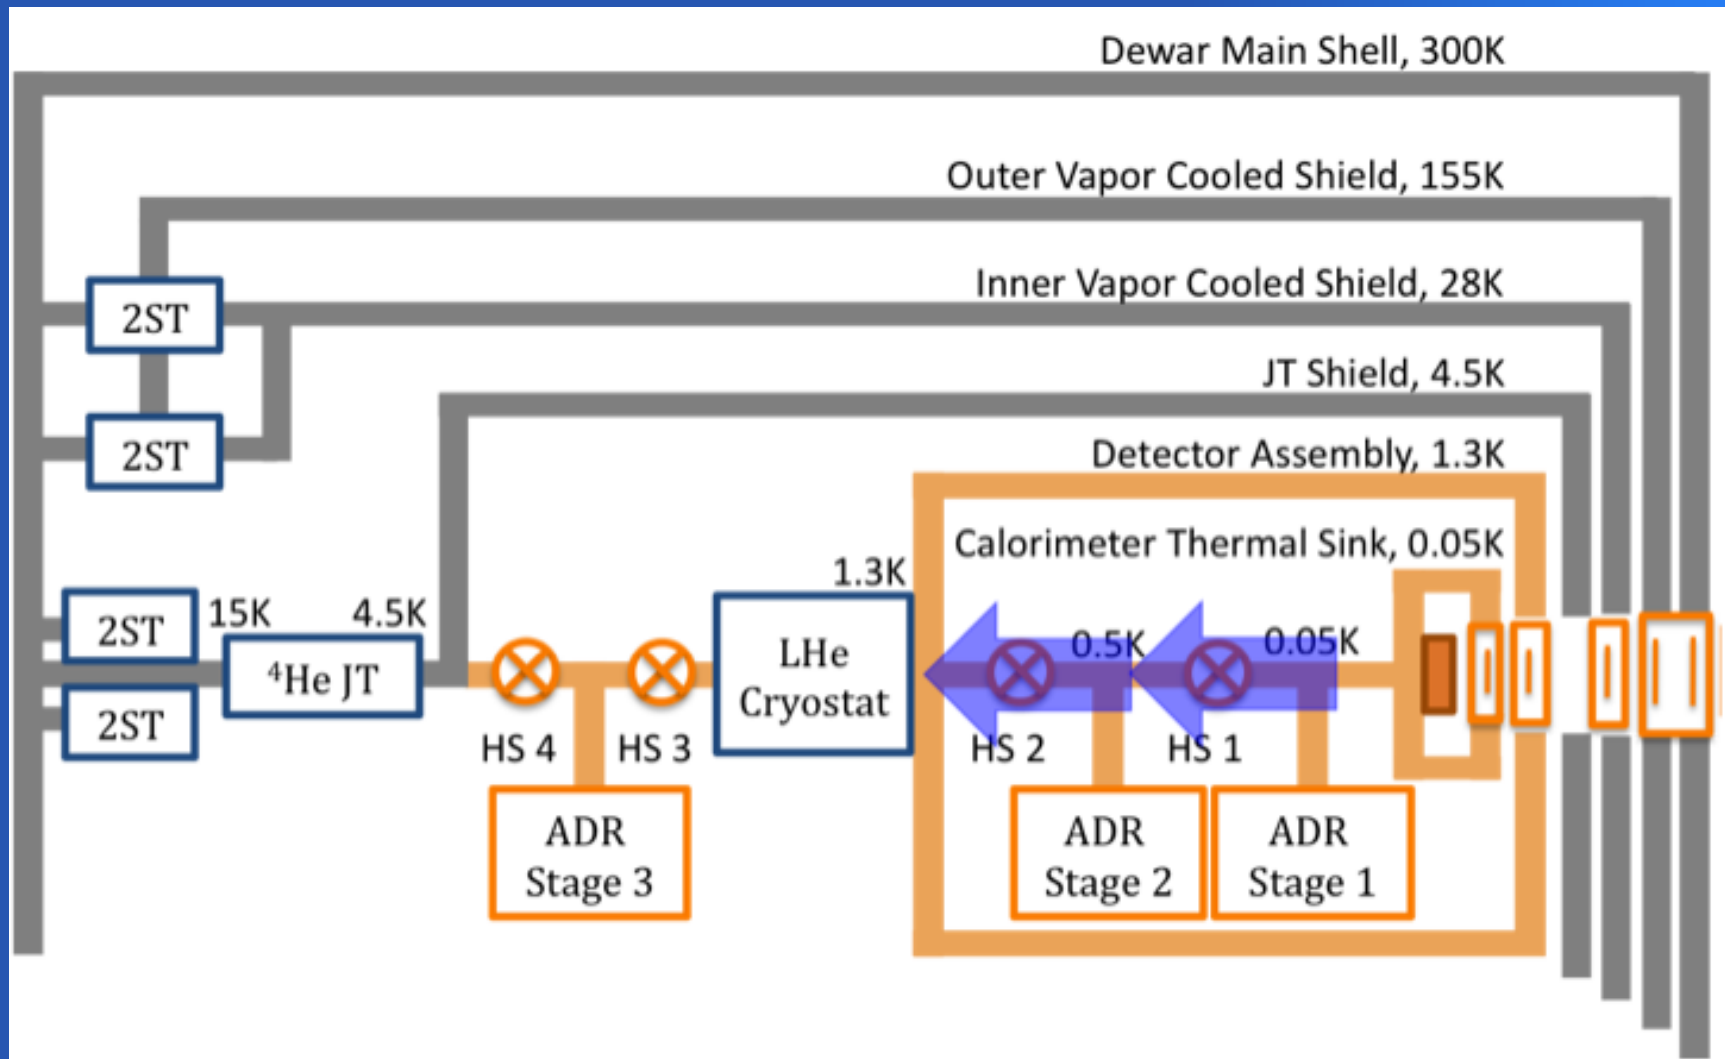 Dewar Main Shell, 300K
Outer Vapor Cooled Shield, 155K
2ST
Inner Vapor Cooled Shield, 28K
JT Shield, 4.5K
2ST
Detector Assembly, 1.3K
Calorimeter Thermal Sink, 0.05K
2ST
15K
4.5K
⁴He JT
2ST
HS 4
HS 3
1.3K
LHe
Cryostat
0.5K
0.05K
HS 2
HS 1
ADR
Stage 3
ADR
Stage 2
ADR
Stage 1